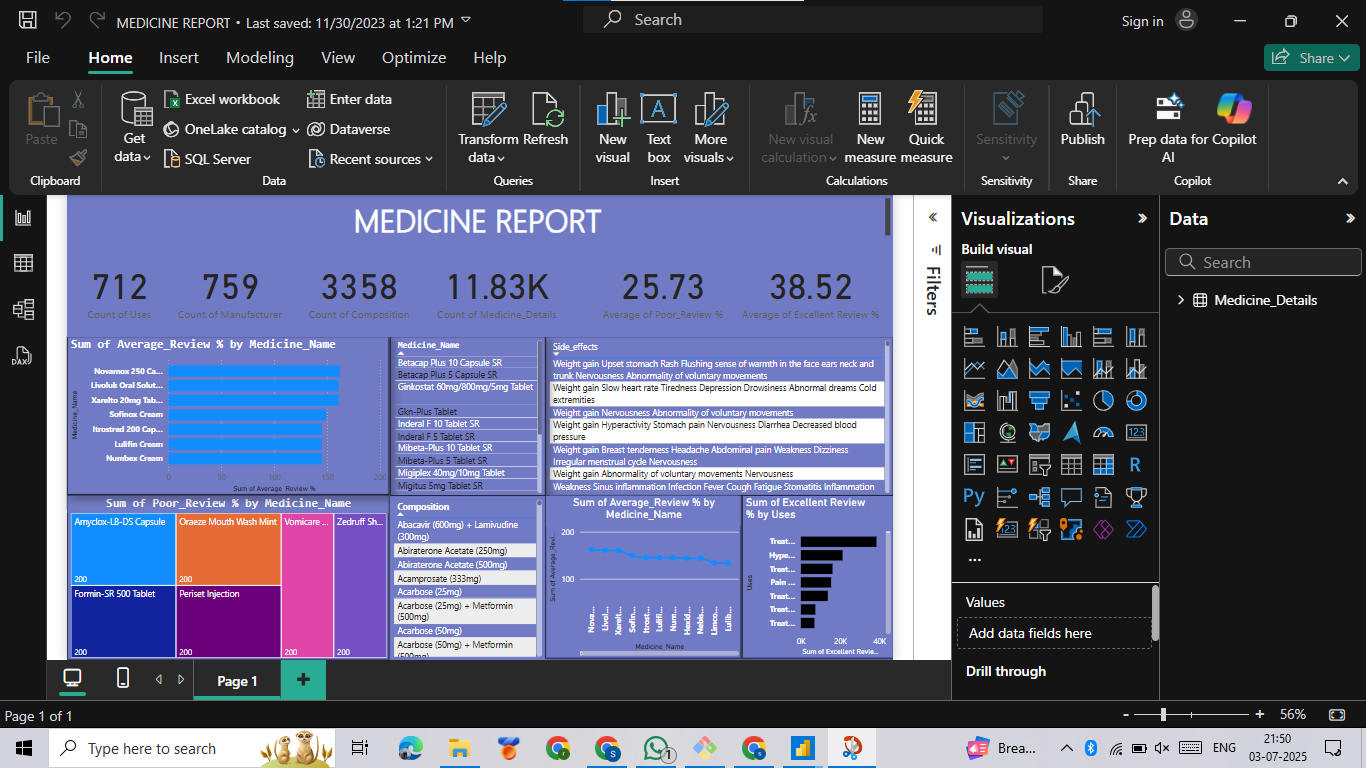 MEDICINE REPORT • Last saved: 11/30/2023 at 1:21 PM
Search
Sign in
File
Home
Insert
Modeling
View
Optimize
Help
Share
Paste
Clipboard
Get data
Excel workbook
OneLake catalog
SQL Server
Enter data
Dataverse
Recent sources
Data
Transform data
Refresh
Queries
New visual
Text box
More visuals
Insert
New visual calculation
New measure
Quick measure
Calculations
Sensitivity
Sensitivity
Publish
Share
Prep data for AI
Copilot
Copilot
MEDICINE REPORT
712
Count of Uses
759
Count of Manufacturer
3358
Count of Composition
11.83K
Count of Medicine_Details
25.73
Average of Poor_Review %
38.52
Average of Excellent Review %
Sum of Average_Review % by Medicine_Name
Medicine_Name
Novamox 250 Ca...
Livoluk Oral Solut...
Xarelto 20mg Tab...
Sofinox Cream
Itrostred 200 Cap...
Lulifin Cream
Numbex Cream
0
50
100
150
200
Sum of Average_Review %
Medicine_Name
Betacap Plus 10 Capsule SR
Betacap Plus 5 Capsule SR
Ginkostat 60mg/800mg/5mg Tablet
Gkn-Plus Tablet
Inderal F 10 Tablet SR
Inderal F 5 Tablet SR
Mibeta-Plus 10 Tablet SR
Mibeta-Plus 5 Tablet SR
Migiplex 40mg/10mg Tablet
Migitus 5mg Tablet SR
Side_effects
Weight gain Upset stomach Rash Flushing sense of warmth in the face ears neck and
trunk Nervousness Abnormality of voluntary movements
Weight gain Slow heart rate Tiredness Depression Drowsiness Abnormal dreams Cold
extremities
Weight gain Nervousness Abnormality of voluntary movements
Weight gain Hyperactivity Stomach pain Nervousness Diarrhea Decreased blood
pressure
Weight gain Breast tenderness Headache Abdominal pain Weakness Dizziness
Irregular menstrual cycle Nervousness
Weight gain Abnormality of voluntary movements Nervousness
Weakness Sinus inflammation Infection Fever Cough Fatigue Stomatitis Inflammation
Sum of Poor_Review % by Medicine_Name
Amyclox-LB-DS Capsule
200
Oraeze Mouth Wash Mint
200
Vomicare ...
200
Zedruff Sh...
200
Formin-SR 500 Tablet
200
Periset Injection
200
Composition
Abacavir (600mg) + Lamivudine
(300mg)
Abiraterone Acetate (250mg)
Abiraterone Acetate (500mg)
Acamprosate (333mg)
Acarbose (25mg)
Acarbose (25mg) + Metformin
(500mg)
Acarbose (50mg)
Acarbose (50mg) + Metformin
(500mg)
Sum of Average_Review % by
Medicine_Name
Sum of Average_Revi...
200
100
Nova...
Livol...
Xarelt...
Sofin...
Itrost...
Lulifi...
Num...
Hexid...
Nebis...
Limco...
Lulib...
Medicine_Name
Sum of Excellent Review
% by Uses
Uses
Treat...
Hype...
Treat...
Pain ...
Treat...
Treat...
Treat...
0K
20K
40K
Sum of Excellent Revie...
Filters
Visualizations
Build visual
Values
Add data fields here
Drill through
Data
Search
Medicine_Details
Page 1
Page 1 of 1
56%
Type here to search
Brea...
ENG
21:50
03-07-2025